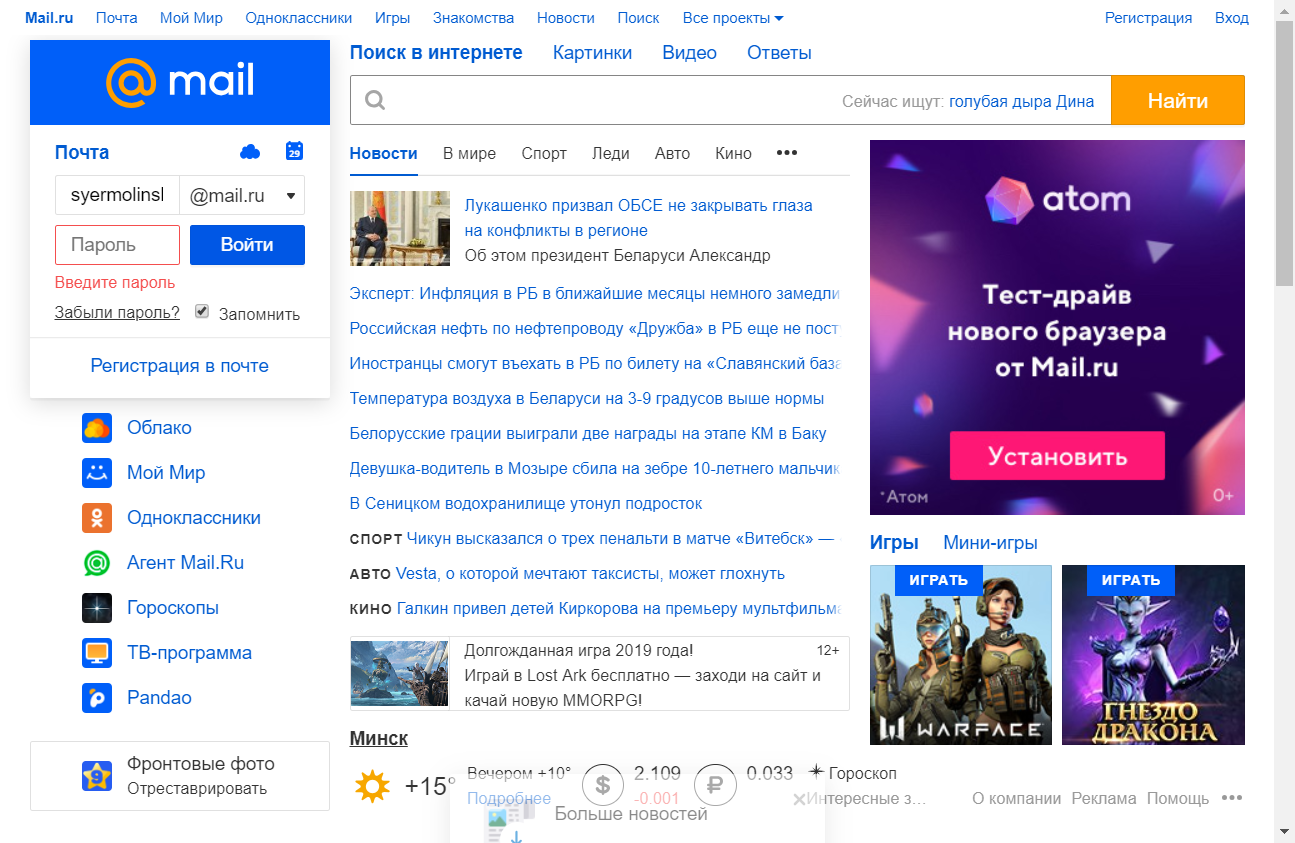 Mail.ru Почта Мой Мир Одноклассники Игры Знакомства Новости Поиск Все проекты Регистрация Вход
mail
Почта
29
syermolinsl @mail.ru
Пароль Войти
Введите пароль
Забыли пароль? Запомнить
Регистрация в почте
Облако
Мой Мир
Одноклассники
Агент Mail.Ru
Гороскопы
ТВ-программа
Pandao
9
Фронтовые фото
Отреставрировать
Поиск в интернете Картинки Видео Ответы
Сейчас ищут: голубая дыра Дина Найти
Новости В мире Спорт Леди Авто Кино •••
Лукашенко призвал ОБСЕ не закрывать глаза
на конфликты в регионе
Об этом президент Беларуси Александр
Эксперт: Инфляция в РБ в ближайшие месяцы немного замедли
Российская нефть по нефтепроводу «Дружба» в РБ еще не пост
Иностранцы смогут въехать в РБ по билету на «Славянский база
Температура воздуха в Беларуси на 3-9 градусов выше нормы
Белорусские грации выиграли две награды на этапе КМ в Баку
Девушка-водитель в Мозыре сбила на зебре 10-летнего мальчик
В Сеницком водохранилище утонул подросток
СПОРТ Чикун высказался о трех пенальти в матче «Витебск» —
АВТО Vesta, о которой мечтают таксисты, может глохнуть
КИНО Галкин привел детей Киркорова на премьеру мультфильма
Долгожданная игра 2019 года! 12+
Играй в Lost Ark бесплатно — заходи на сайт и
качай новую MMORPG!
Минск
+15° Вечером +10° $ 2.109 ₽ 0.033 Гороскоп
Подробнее -0.001 Интересные з...
Больше новостей
atom
Тест-драйв
нового браузера
от Mail.ru
Установить
*Атом 0+
Игры Мини-игры
ИГРАТЬ ИГРАТЬ
WARFACE
ГНЕЗДО
ДРАКОНА
О компании Реклама Помощь •••